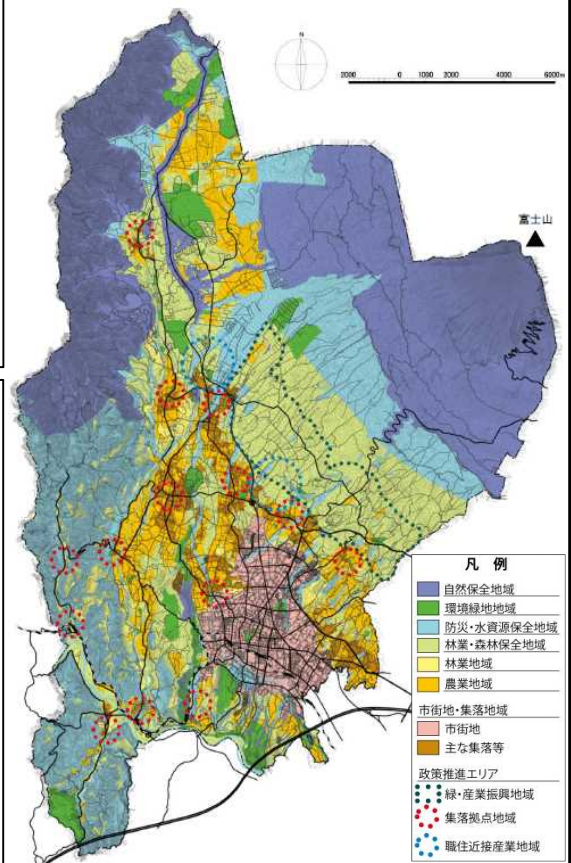 N
2000 0 1000 2000 4000 6000m
富士山
凡 例
自然保全地域
環境緑地地域
防災・水資源保全地域
林業・森林保全地域
林業地域
農業地域
市街地・集落地域
市街地
主な集落等
政策推進エリア
緑・産業振興地域
集落拠点地域
職住近接産業地域